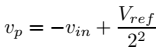 $v_p = -v_{in} + \frac{V_{ref}}{2^2}$